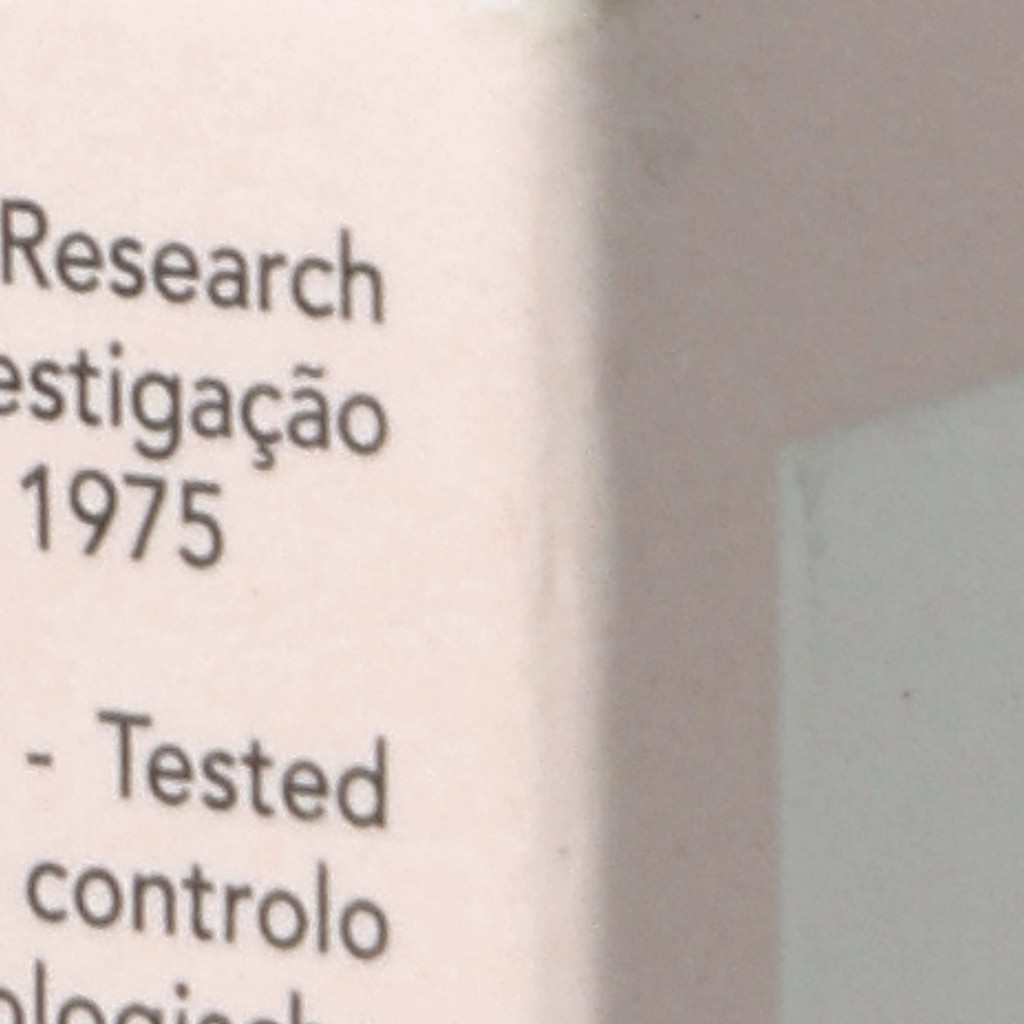 Research
estigação
1975
- Tested
controlo